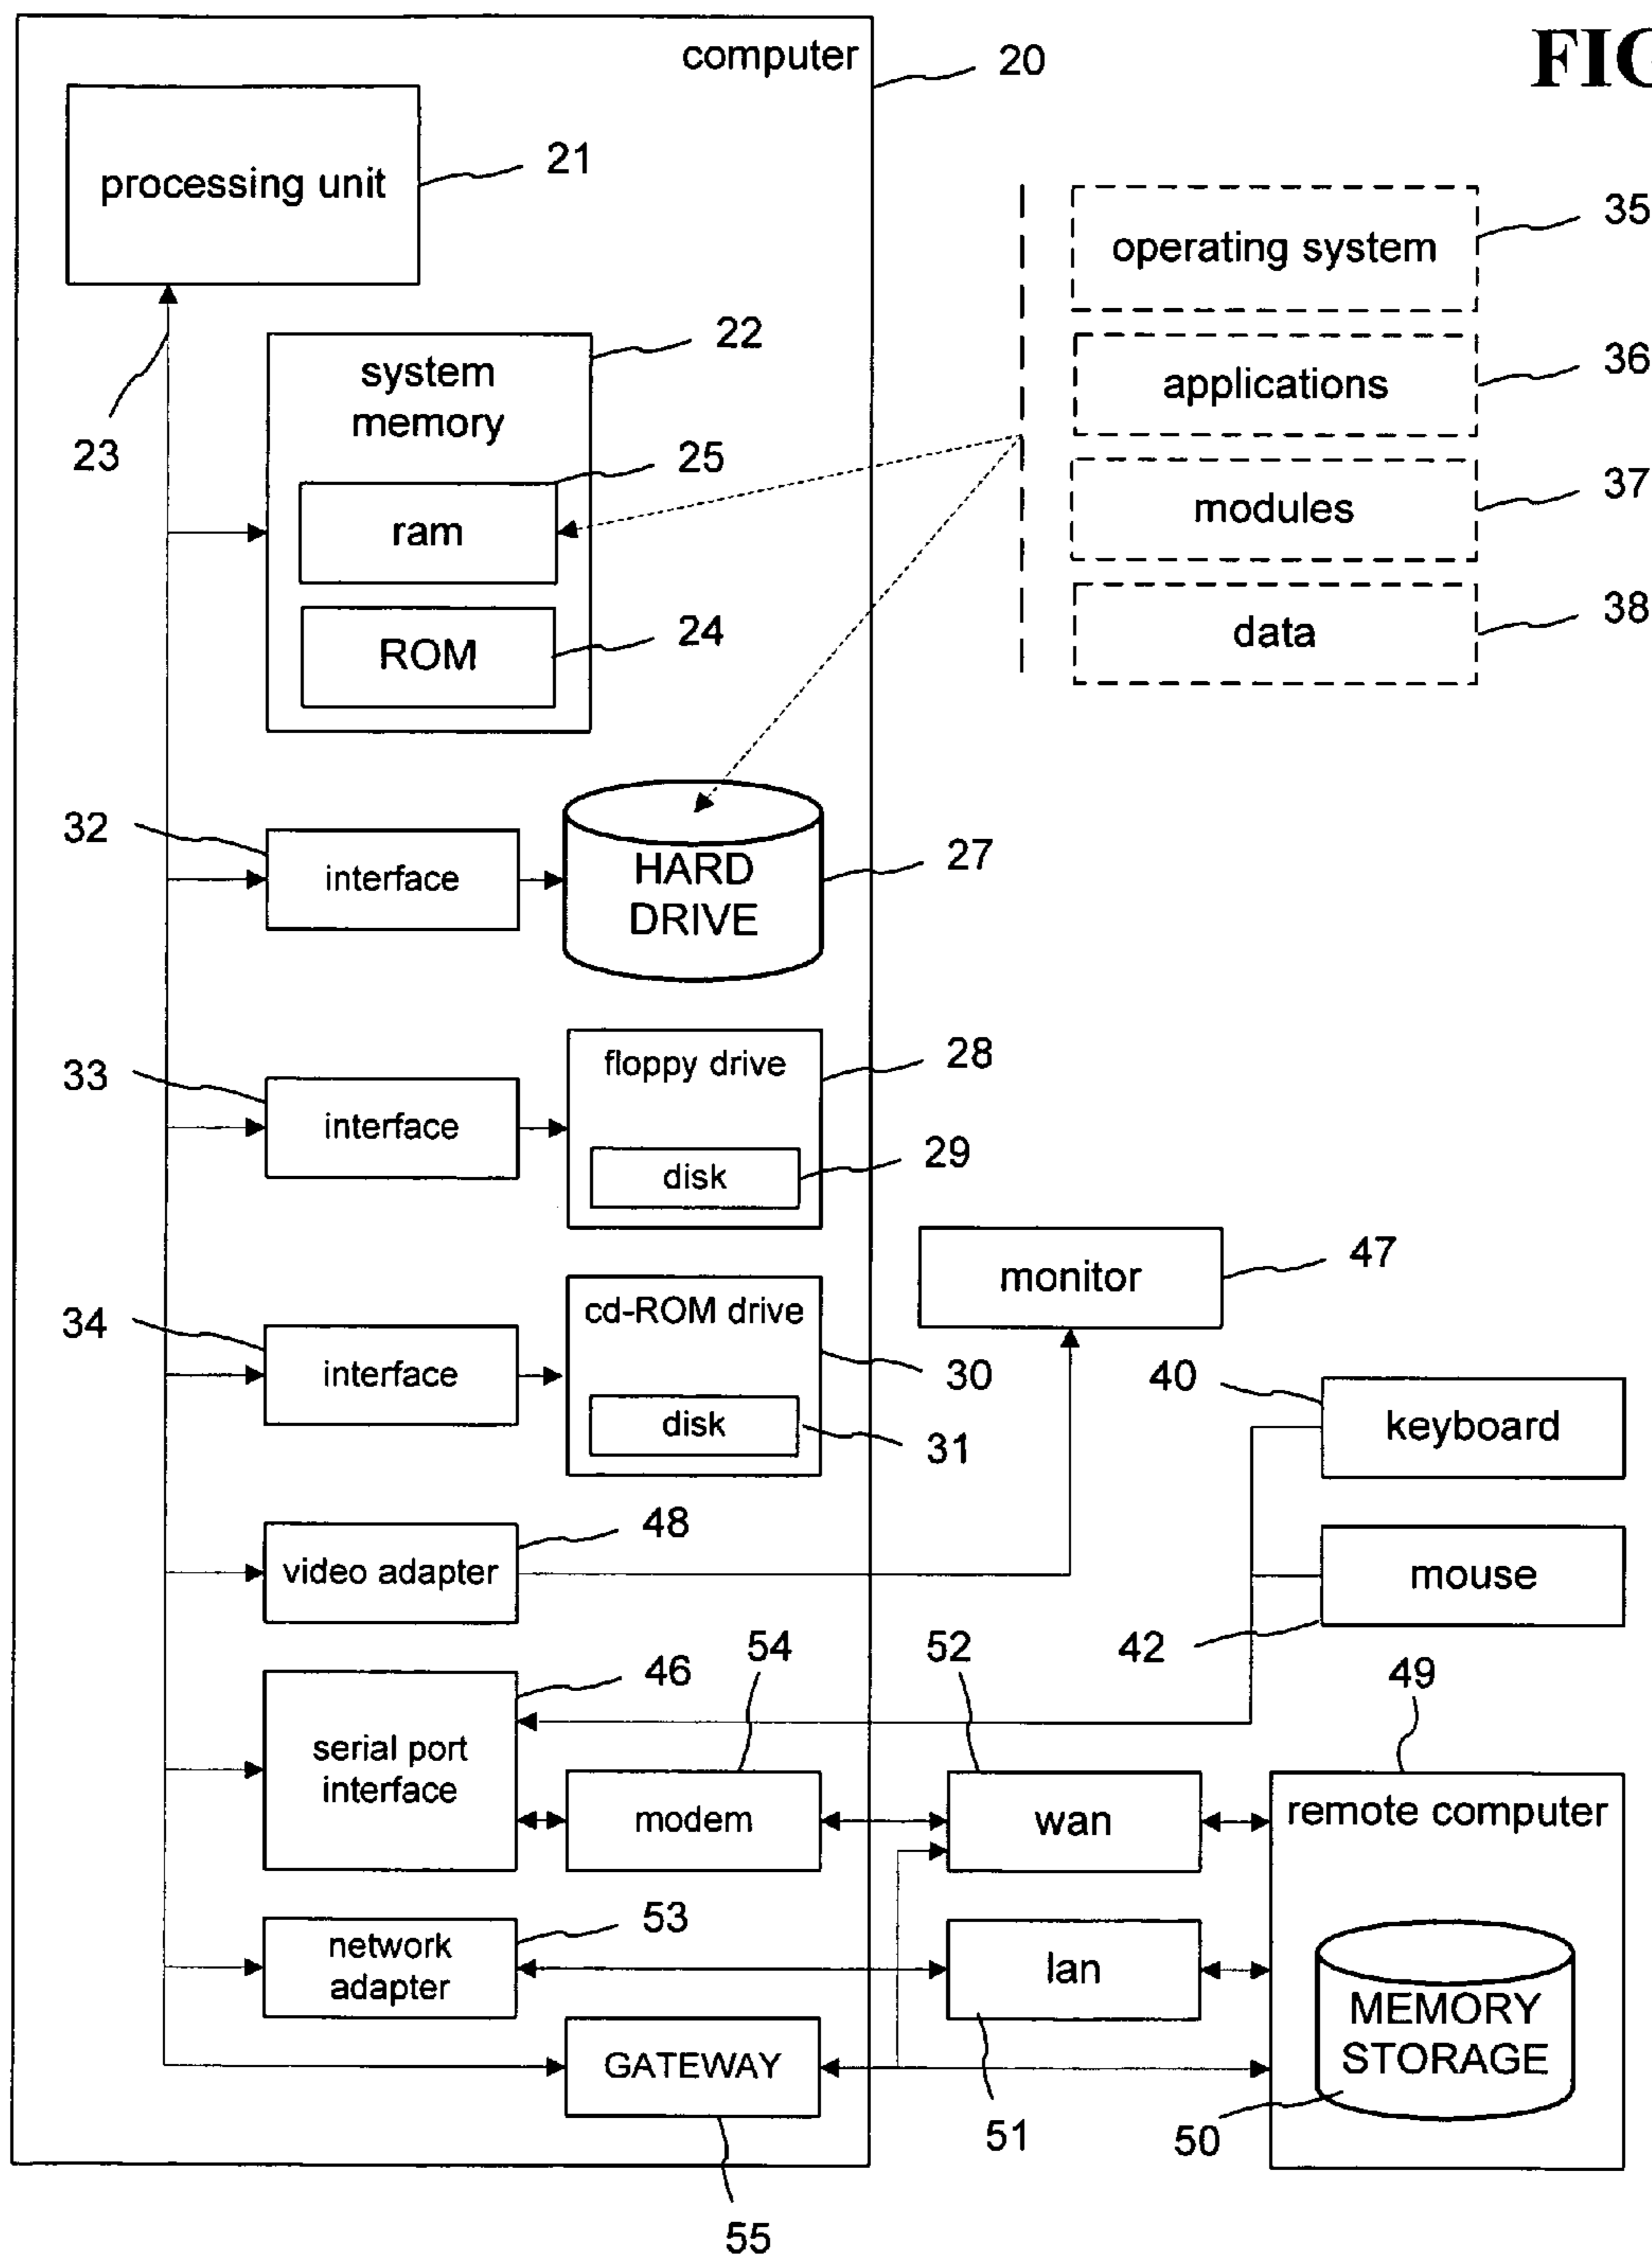 computer
20
FIG
processing unit
21
operating system
35
system
memory
22
applications
36
23
25
ram
modules
37
ROM
24
data
38
32
interface
HARD
DRIVE
27
33
interface
floppy drive
28
disk
29
monitor
47
34
interface
cd-ROM drive
30
disk
31
40
keyboard
video adapter
48
mouse
42
46
serial port
interface
54
modem
52
wan
49
remote computer
53
network
adapter
lan
51
MEMORY
STORAGE
50
GATEWAY
55